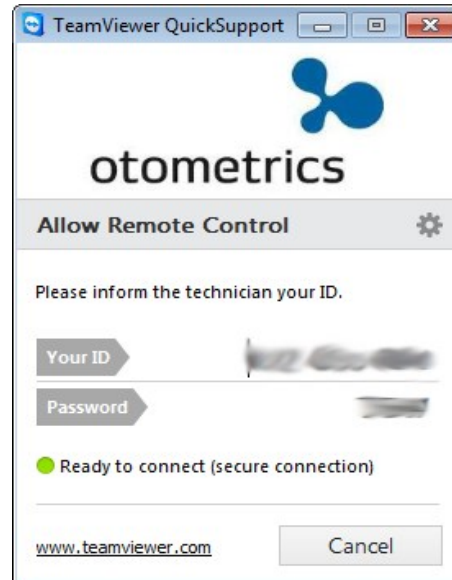 TeamViewer QuickSupport
otometrics
Allow Remote Control
Please inform the technician your ID.
Your ID
Password
Ready to connect (secure connection)
www.teamviewer.com Cancel